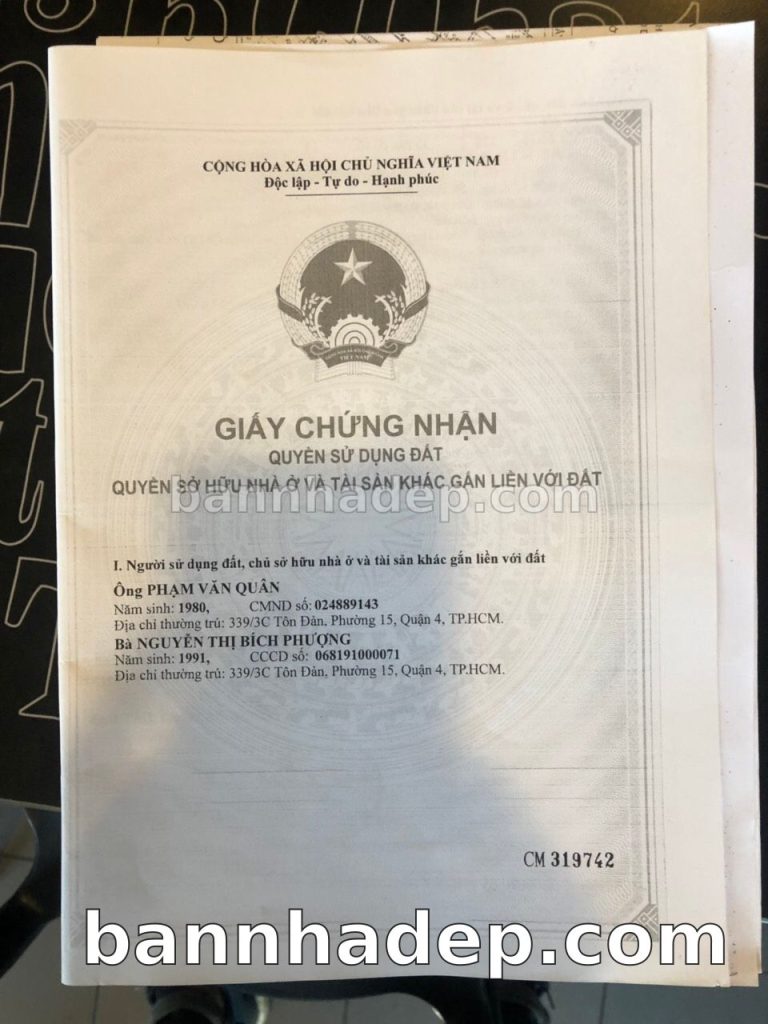 CỘNG HÒA XÃ HỘI CHỦ NGHĨA VIỆT NAM
Độc lập - Tự do - Hạnh phúc
VIỆT NAM
GIẤY CHỨNG NHẬN
QUYỀN SỬ DỤNG ĐẤT
QUYỀN SỞ HỮU NHÀ Ở VÀ TÀI SẢN KHÁC GẮN LIỀN VỚI ĐẤT
bannhadep.com
I. Người sử dụng đất, chủ sở hữu nhà ở và tài sản khác gắn liền với đất
Ông PHẠM VĂN QUÂN
Năm sinh: 1980, CMND số: 024889143
Địa chỉ thường trú: 339/3C Tôn Đản, Phường 15, Quận 4, TP.HCM.
Bà NGUYỄN THỊ BÍCH PHƯỢNG
Năm sinh: 1991, CCCD số: 068191000071
Địa chỉ thường trú: 339/3C Tôn Đản, Phường 15, Quận 4, TP.HCM.
CM 319742
bannhadep.com